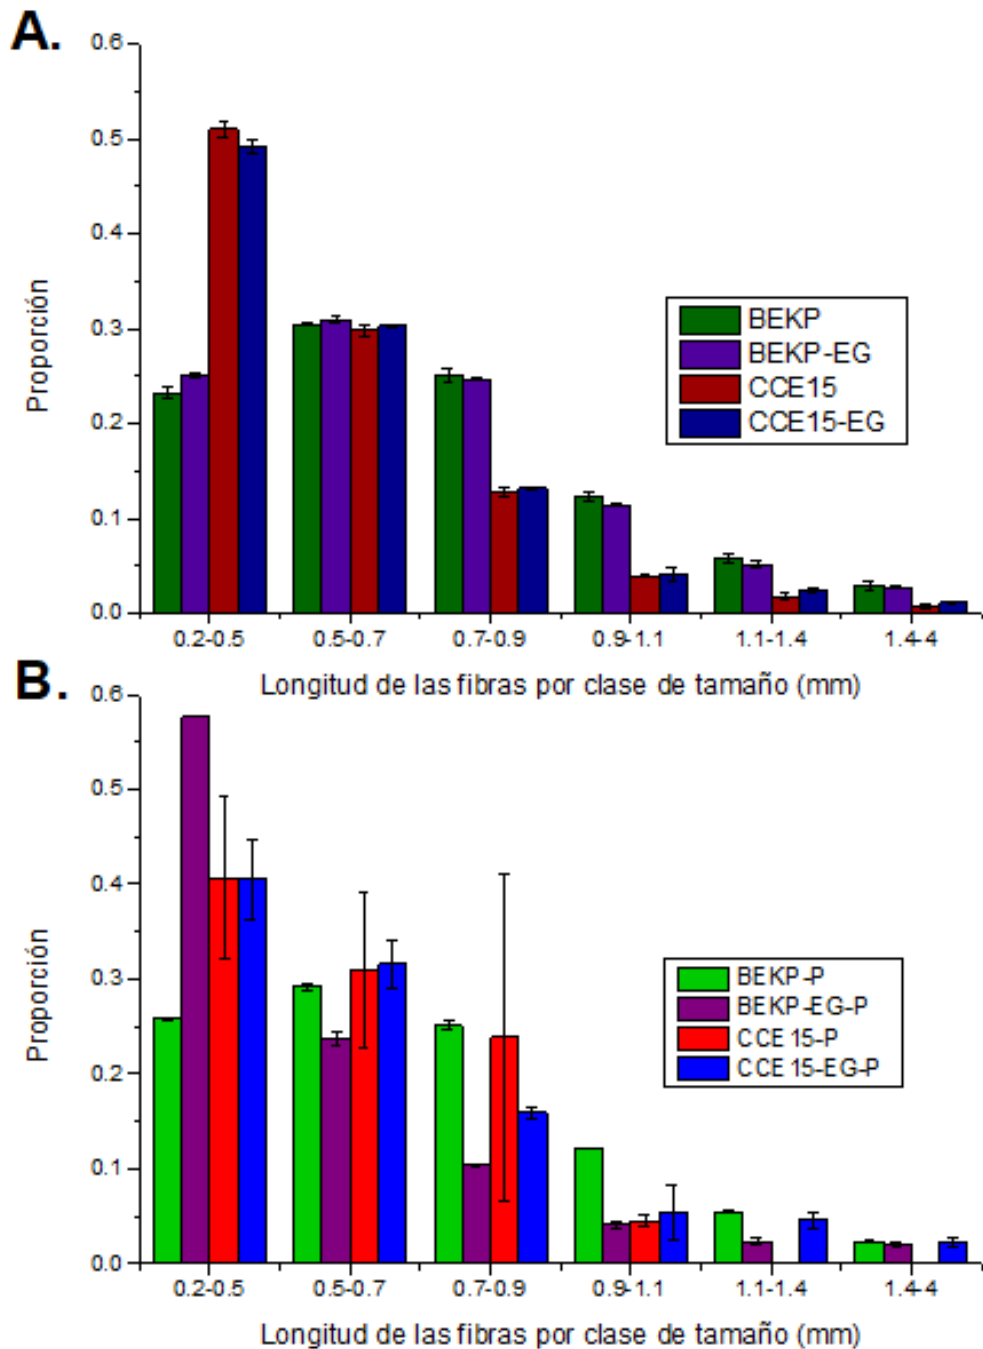 A.
0.6
0.5
0.4
0.3
0.2
0.1
0.0
Proporción
BEKP
BEKP-EG
CCE15
CCE15-EG
0.2-0.5 0.5-0.7 0.7-0.9 0.9-1.1 1.1-1.4 1.4-4
Longitud de las fibras por clase de tamaño (mm)
B.
0.6
0.5
0.4
0.3
0.2
0.1
0.0
Proporción
BEKP-P
BEKP-EG-P
CCE15-P
CCE15-EG-P
0.2-0.5 0.5-0.7 0.7-0.9 0.9-1.1 1.1-1.4 1.4-4
Longitud de las fibras por clase de tamaño (mm)